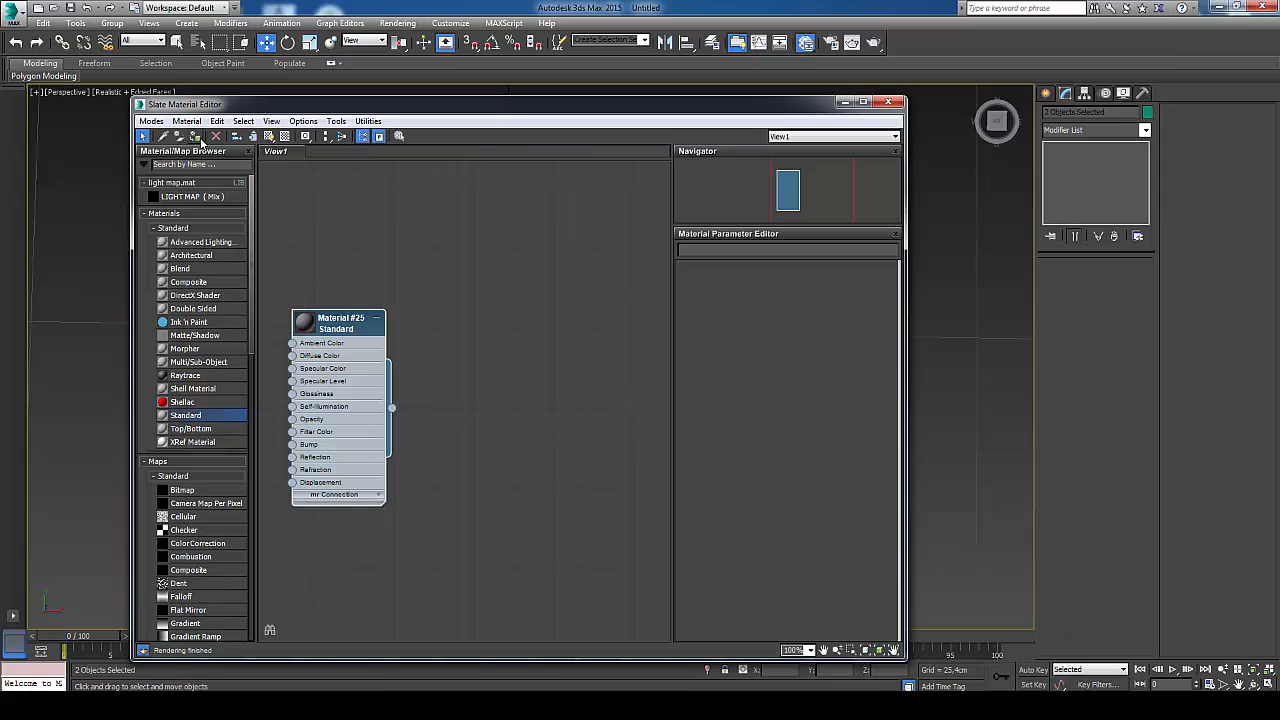 Workspace: Default
Autodesk 3ds Max 2015    Untitled
Type a keyword or phrase
MAX
Edit Tools Group Views Create Modifiers Animation Graph Editors Rendering Customize MAXScript Help
All
View
Create Selection Se
Modeling Freeform Selection Object Paint Populate
Polygon Modeling
[+] [Perspective] [Realistic + Edged Faces]
Slate Material Editor
2 Objects Selected
Modes Material Edit Select View Options Tools Utilities
Modifier List
View1
Material/Map Browser
View1
Navigator
Search by Name ...
light map.mat LIB
LIGHT MAP ( Mix )
- Materials
- Standard
Advanced Lighting...
Architectural
Blend
Composite
DirectX Shader
Double Sided
Ink 'n Paint
Matte/Shadow
Morpher
Multi/Sub-Object
Raytrace
Shell Material
Shellac
Standard
Top/Bottom
XRef Material
- Maps
- Standard
Bitmap
Camera Map Per Pixel
Cellular
Checker
ColorCorrection
Combustion
Composite
Dent
Falloff
Flat Mirror
Gradient
Gradient Ramp
Material #25
Standard
Ambient Color
Diffuse Color
Specular Color
Specular Level
Glossiness
Self-Illumination
Opacity
Filter Color
Bump
Reflection
Refraction
Displacement
mr Connection +
Material Parameter Editor
Rendering finished
100%
0 / 100
5
95
100
2 Objects Selected
X:
Y:
Z:
Grid = 25,4cm
Auto Key
Selected
Welcome to M
Click and drag to select and move objects
Add Time Tag
Set Key
Key Filters...
0